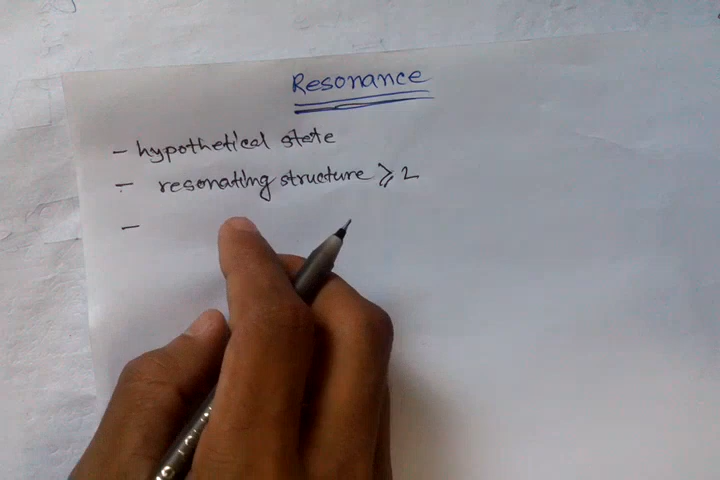 Resonance
- hypothetical state
- resonating structure ⩾ 2
-